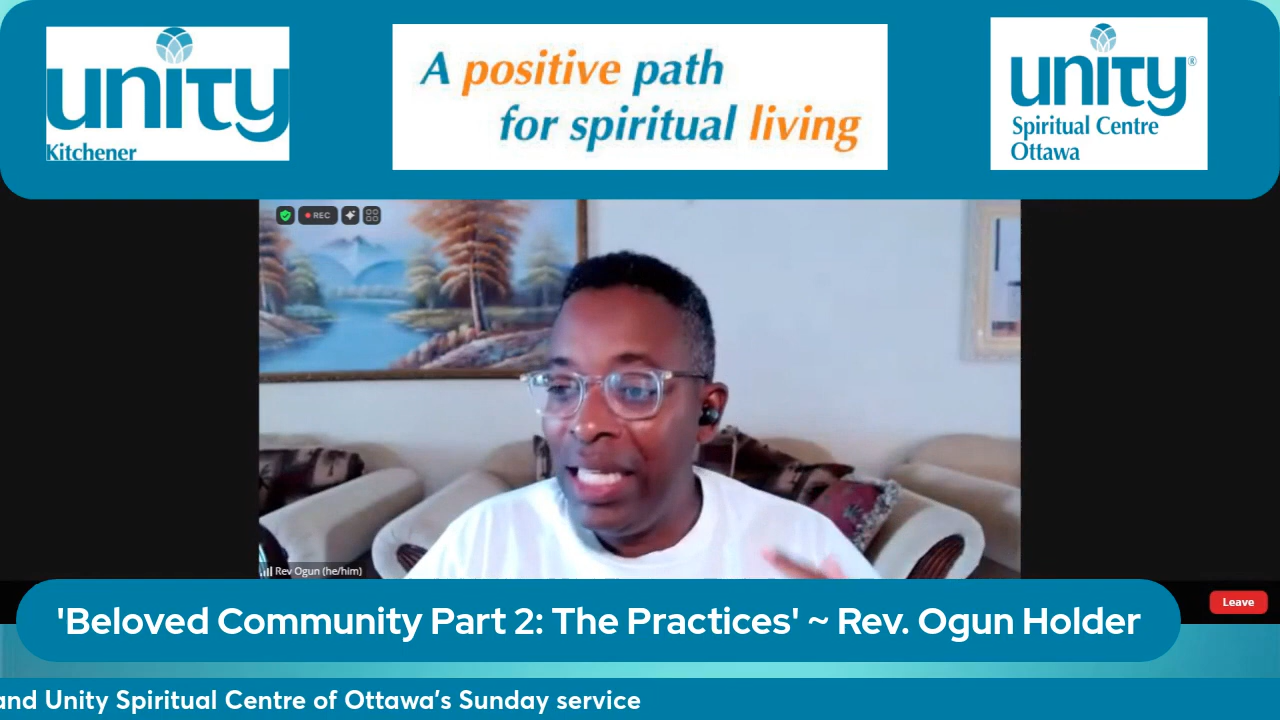 unity
Kitchener
A positive path
for spiritual living
unity®
Spiritual Centre
Ottawa
REC
Rev Ogun (he/him)
Leave
'Beloved Community Part 2: The Practices' ~ Rev. Ogun Holder
and Unity Spiritual Centre of Ottawa's Sunday service